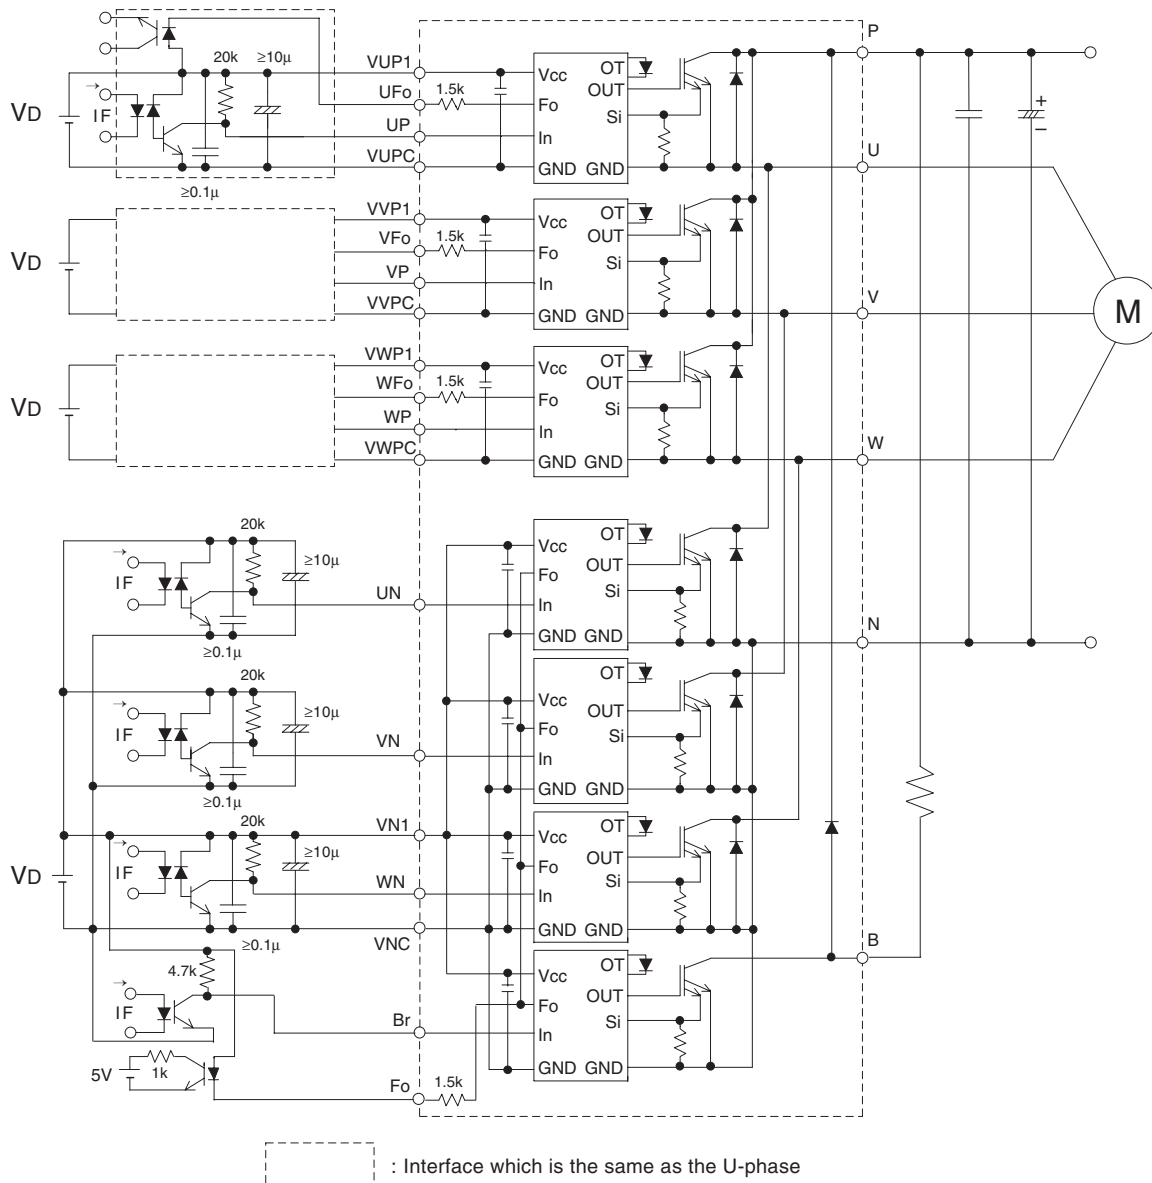 P
20k
≥10µ
VUP1
Vcc
OT
UFo
1.5k
OUT
VD
IF
Fo
Si
UP
In
VUPC
GND GND
U
≥0.1µ
+
–
VVP1
Vcc
OT
VFo
1.5k
OUT
VD
Fo
Si
VP
In
VVPC
GND GND
V
M
VWP1
Vcc
OT
WFo
1.5k
OUT
VD
Fo
Si
WP
In
VWPC
GND GND
W
20k
≥10µ
IF
UN
≥0.1µ
Vcc
OT
OUT
Fo
Si
In
GND GND
N
20k
≥10µ
IF
VN
≥0.1µ
Vcc
OT
OUT
Fo
Si
In
GND GND
20k
≥10µ
VN1
VD
IF
WN
VNC
≥0.1µ
Vcc
OT
OUT
Fo
Si
In
GND GND
B
4.7k
IF
Br
Vcc
OT
OUT
Fo
Si
In
GND GND
5V
1k
Fo
1.5k
: Interface which is the same as the U-phase